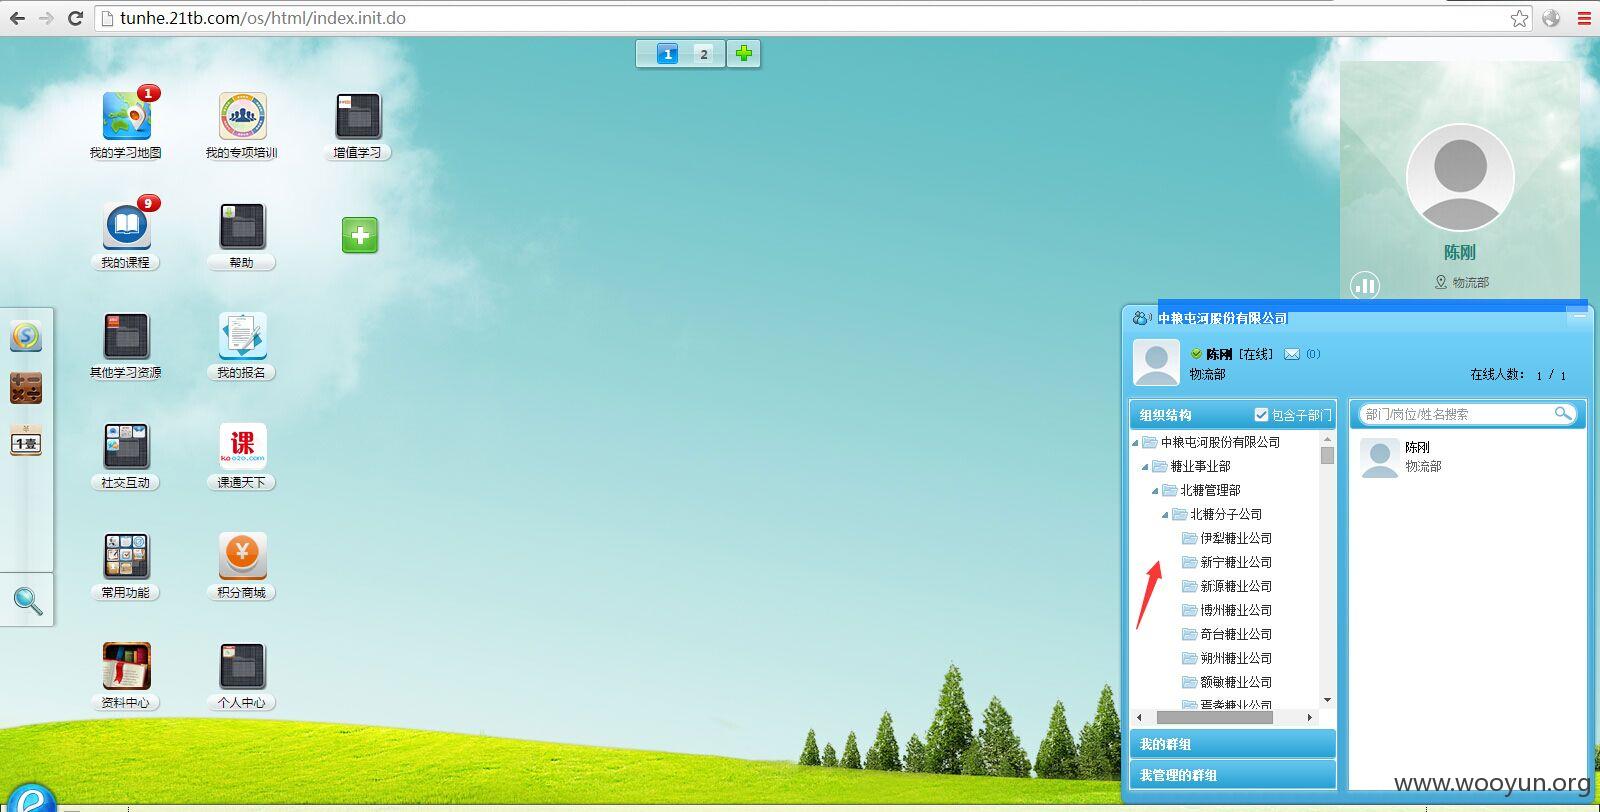 tunhe.21tb.com/os/html/index.init.do
1 2
1
我的学习地图
我的专项培训
增值学习
9
我的课程
帮助
其他学习资源
我的报名
社交互动
课
koozo.com
课通天下
常用功能
积分商城
资料中心
个人中心
1壹
陈刚
物流部
中粮屯河股份有限公司
陈刚 [在线] (0)
物流部
在线人数: 1 / 1
组织结构 包含子部门
中粮屯河股份有限公司
糖业事业部
北糖管理部
北糖分子公司
伊犁糖业公司
新宁糖业公司
新源糖业公司
博州糖业公司
奇台糖业公司
朔州糖业公司
额敏糖业公司
焉耆糖业公司
我的群组
我管理的群组
部门/岗位/姓名搜索
陈刚
物流部
www.wooyun.org